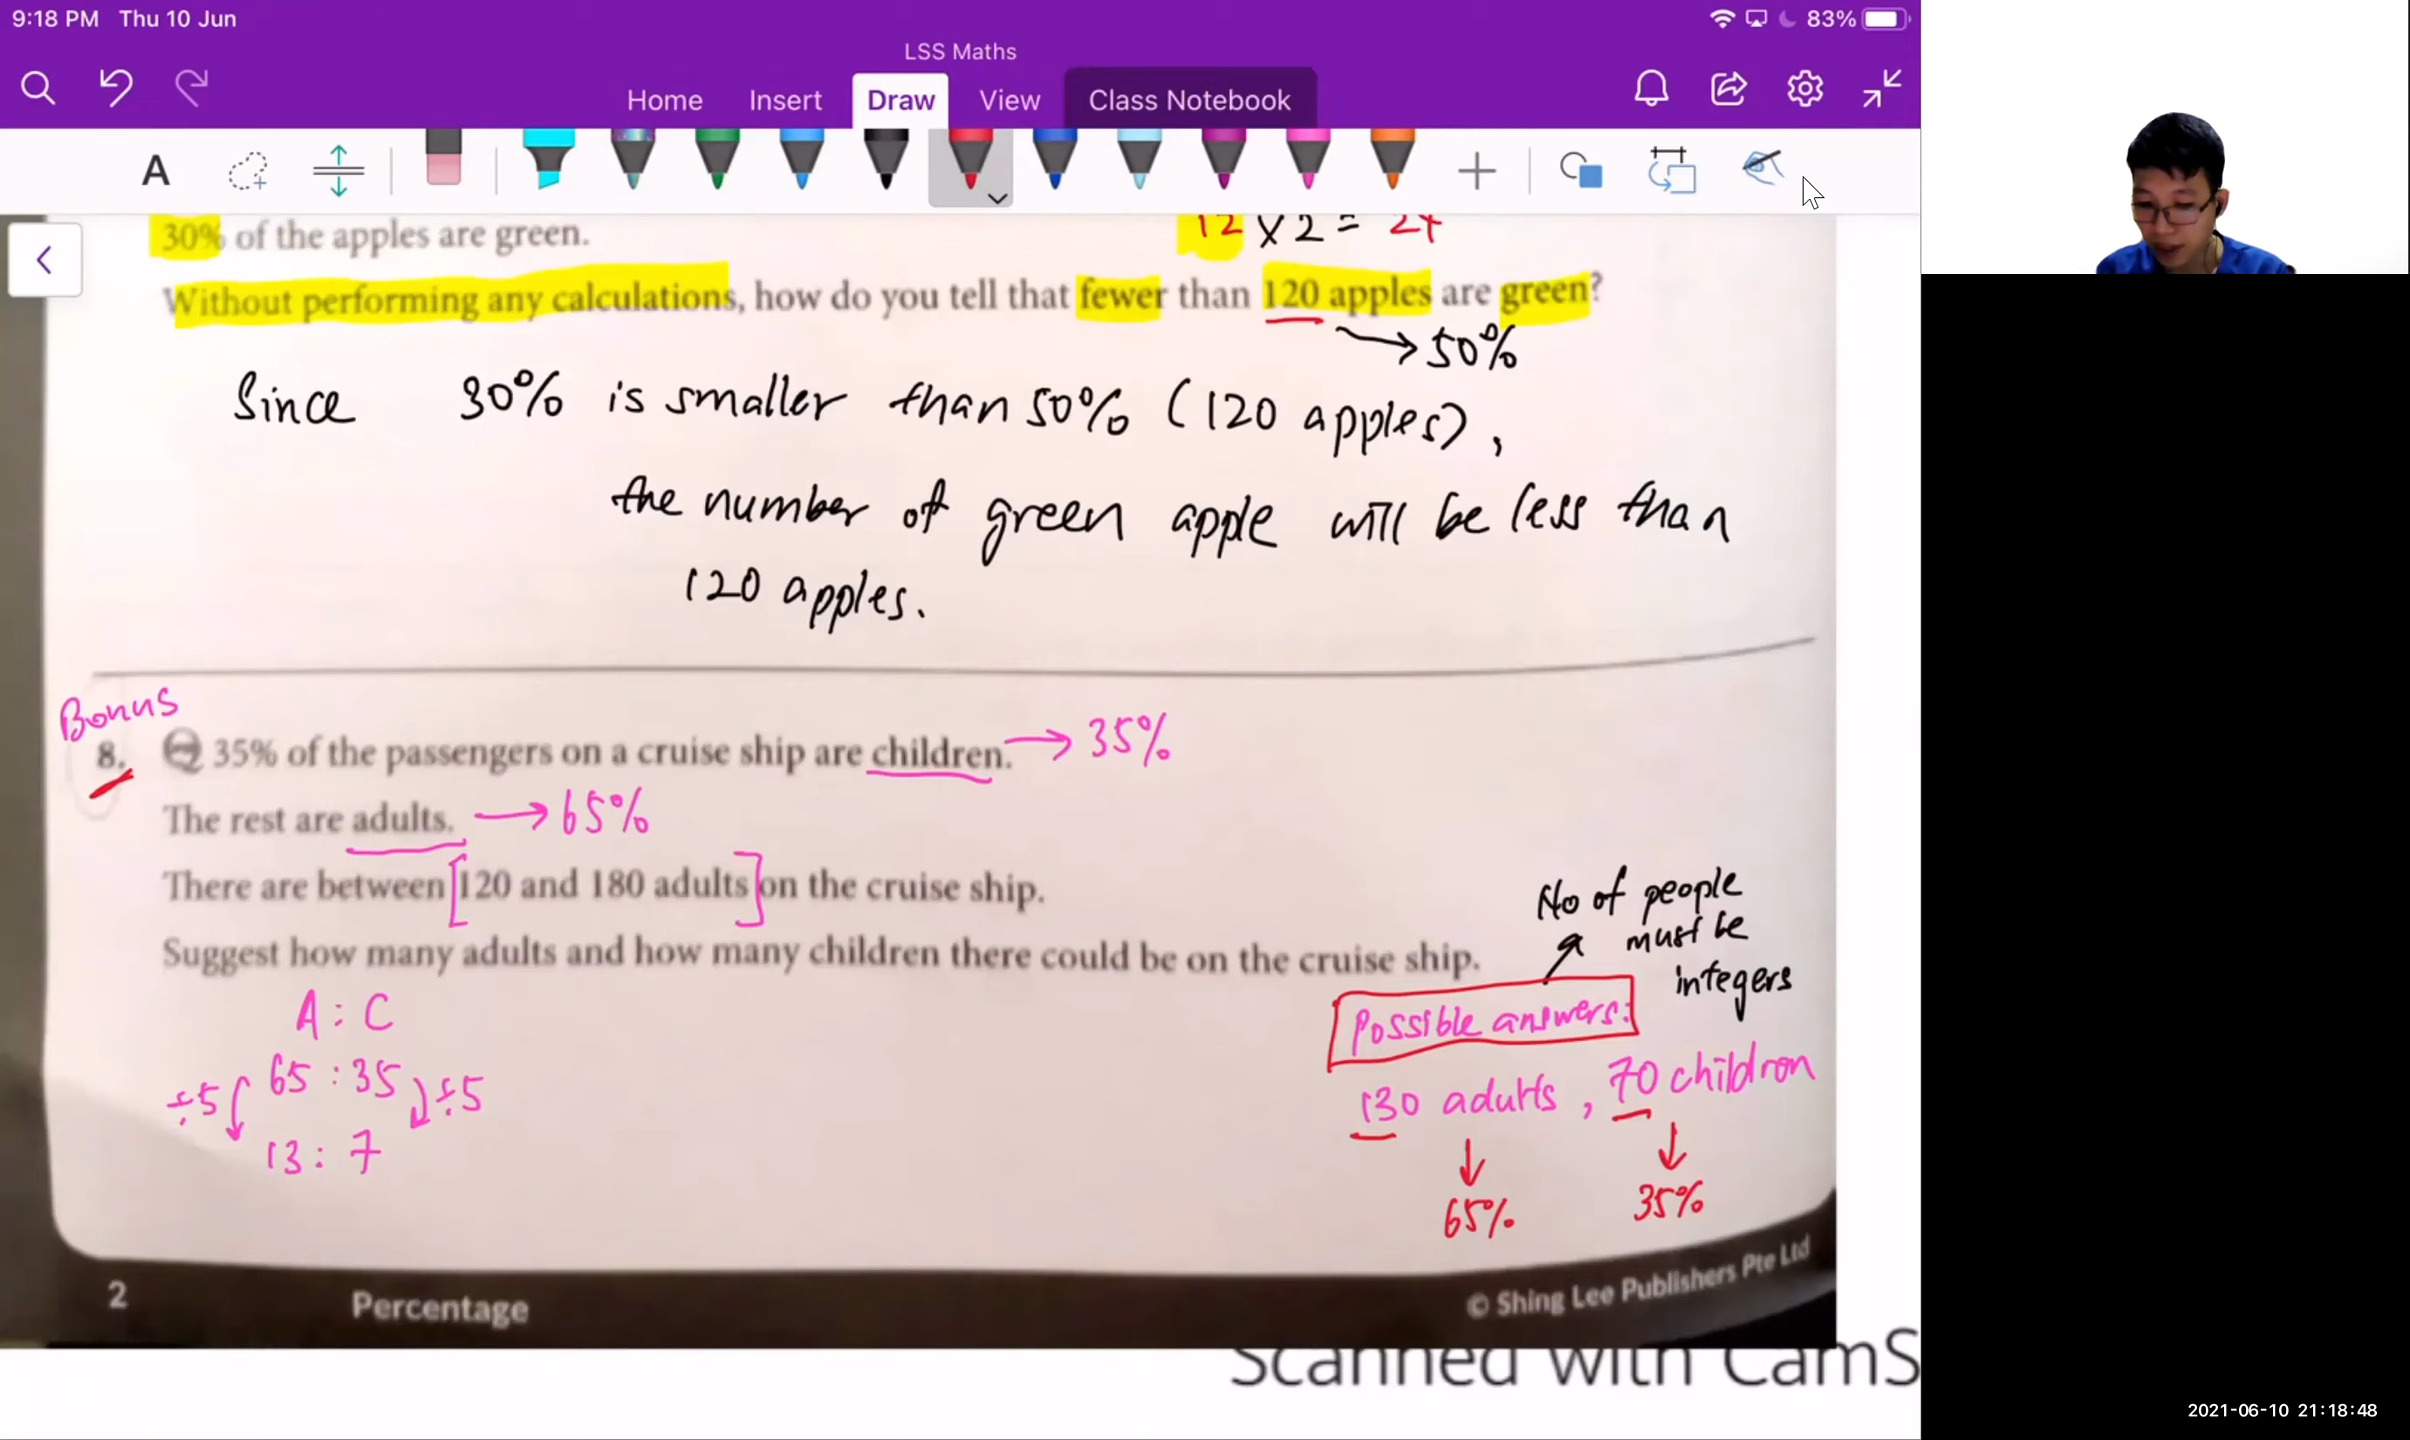 9:18 PM Thu 10 Jun
83%
LSS Maths
Home Insert Draw View Class Notebook
A
30% of the apples are green.
12 x 2 = 24
Without performing any calculations, how do you tell that fewer than 120 apples are green?
→ 50%
Since 30% is smaller than 50% (120 apples),
the number of green apple will be less than
120 apples.
Bonus
8. 35% of the passengers on a cruise ship are children. → 35%
The rest are adults. → 65%
There are between [120 and 180 adults] on the cruise ship.
Suggest how many adults and how many children there could be on the cruise ship.
No of people
must be
integers
A : C
65 : 35
÷5 ÷5
13 : 7
Possible answers:
130 adults, 70 children
65% 35%
2 Percentage
© Shing Lee Publishers Pte Ltd
Scanned with CamS
2021-06-10 21:18:48